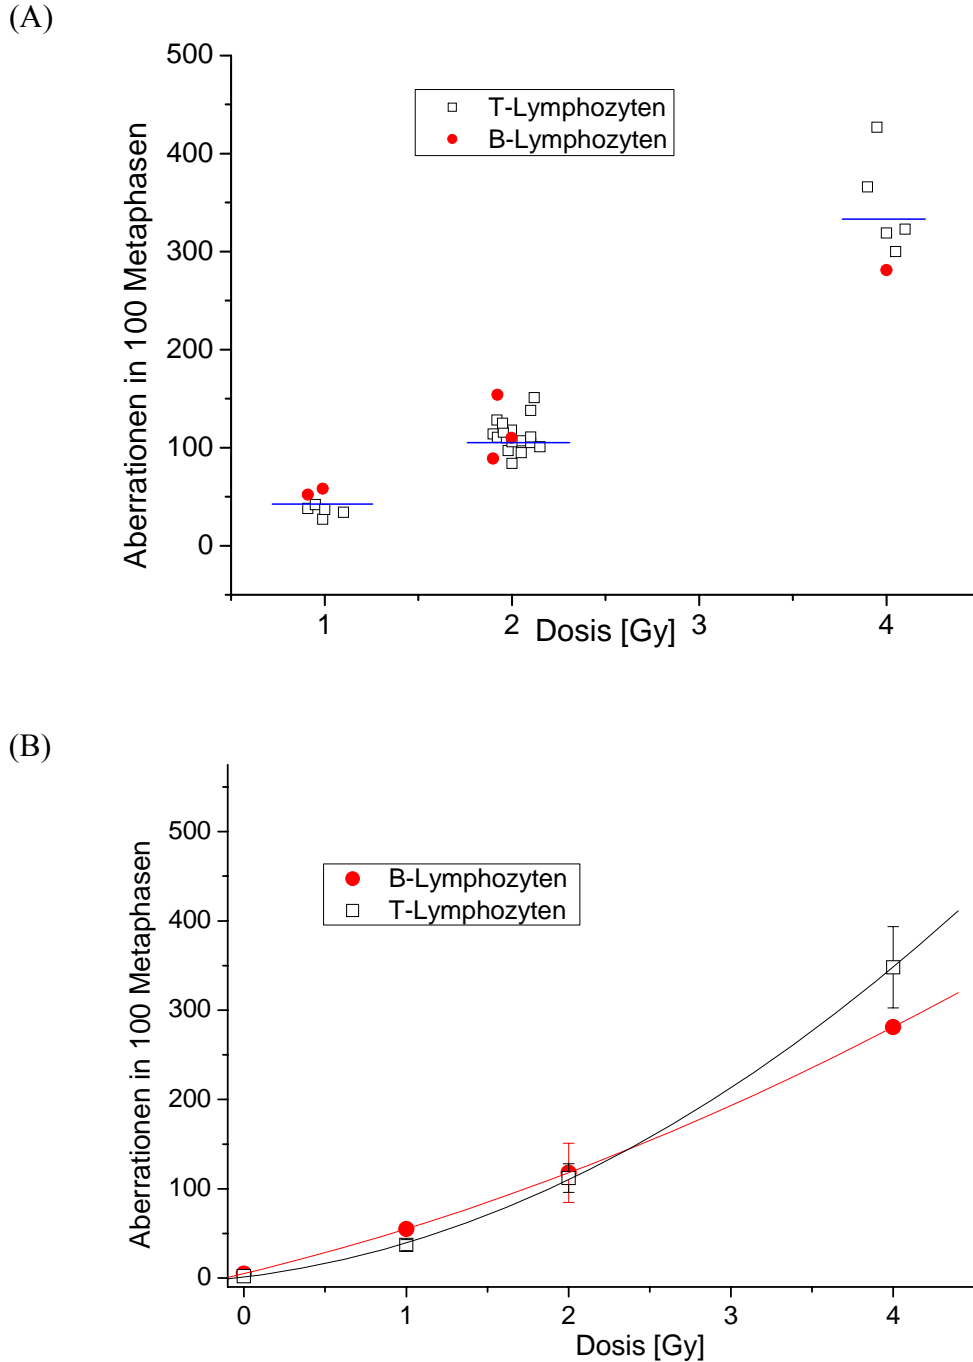 (A)
500
400
300
200
100
0
Aberrationen in 100 Metaphasen
T-Lymphozyten
B-Lymphozyten
1
2
3
4
Dosis [Gy]
(B)
500
400
300
200
100
0
Aberrationen in 100 Metaphasen
B-Lymphozyten
T-Lymphozyten
0
1
2
3
4
Dosis [Gy]